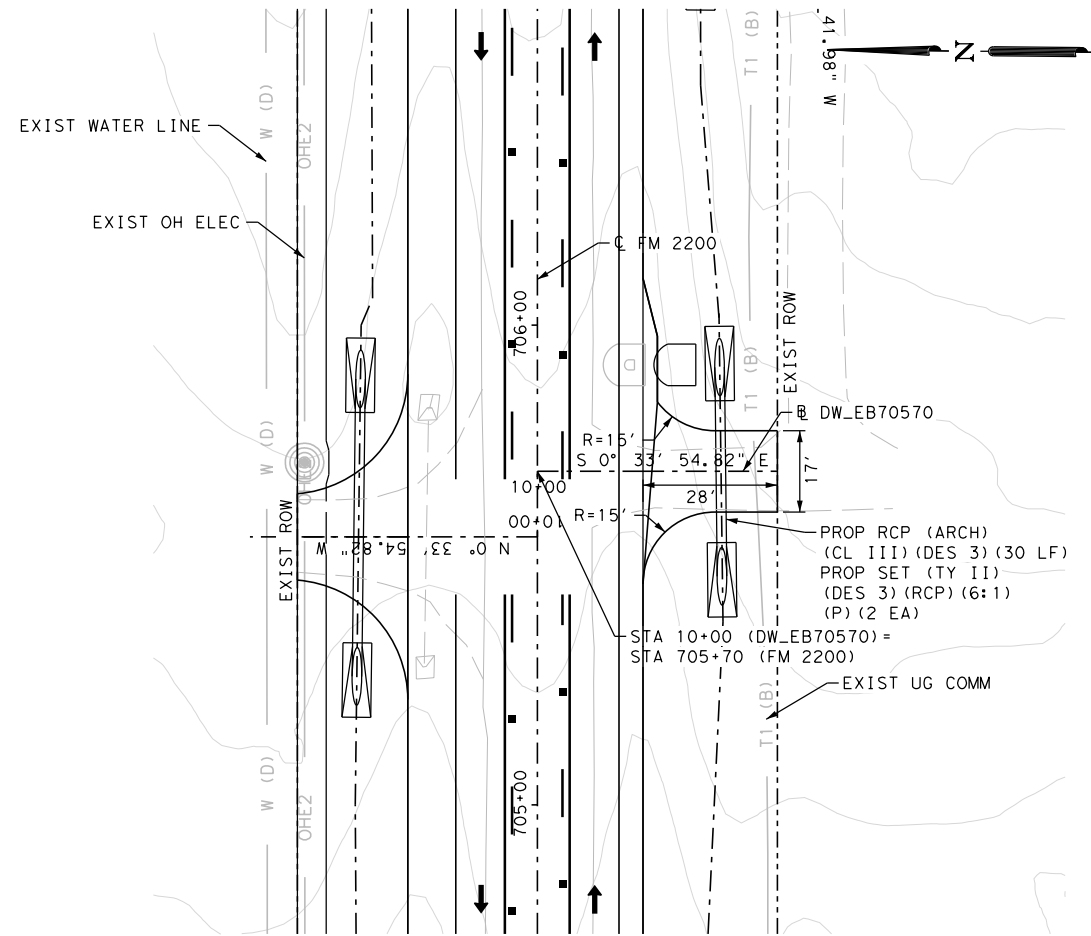 41.98" W
N
T1 (B)
W (D)
OHE2
EXIST WATER LINE
EXIST OH ELEC
℄ FM 2200
706+00
EXIST ROW
T1 (B)
W (D)
B DW_EB70570
R=15'
S 0° 33' 54.82" E
17'
28'
10+00
10+00
R=15'
N 0° 33' 54.82" W
EXIST ROW
PROP RCP (ARCH)
(CL III)(DES 3)(30 LF)
PROP SET (TY II)
(DES 3)(RCP)(6:1)
(P)(2 EA)
STA 10+00 (DW_EB70570)=
STA 705+70 (FM 2200)
EXIST UG COMM
T1 (B)
W (D)
OHE2
705+00